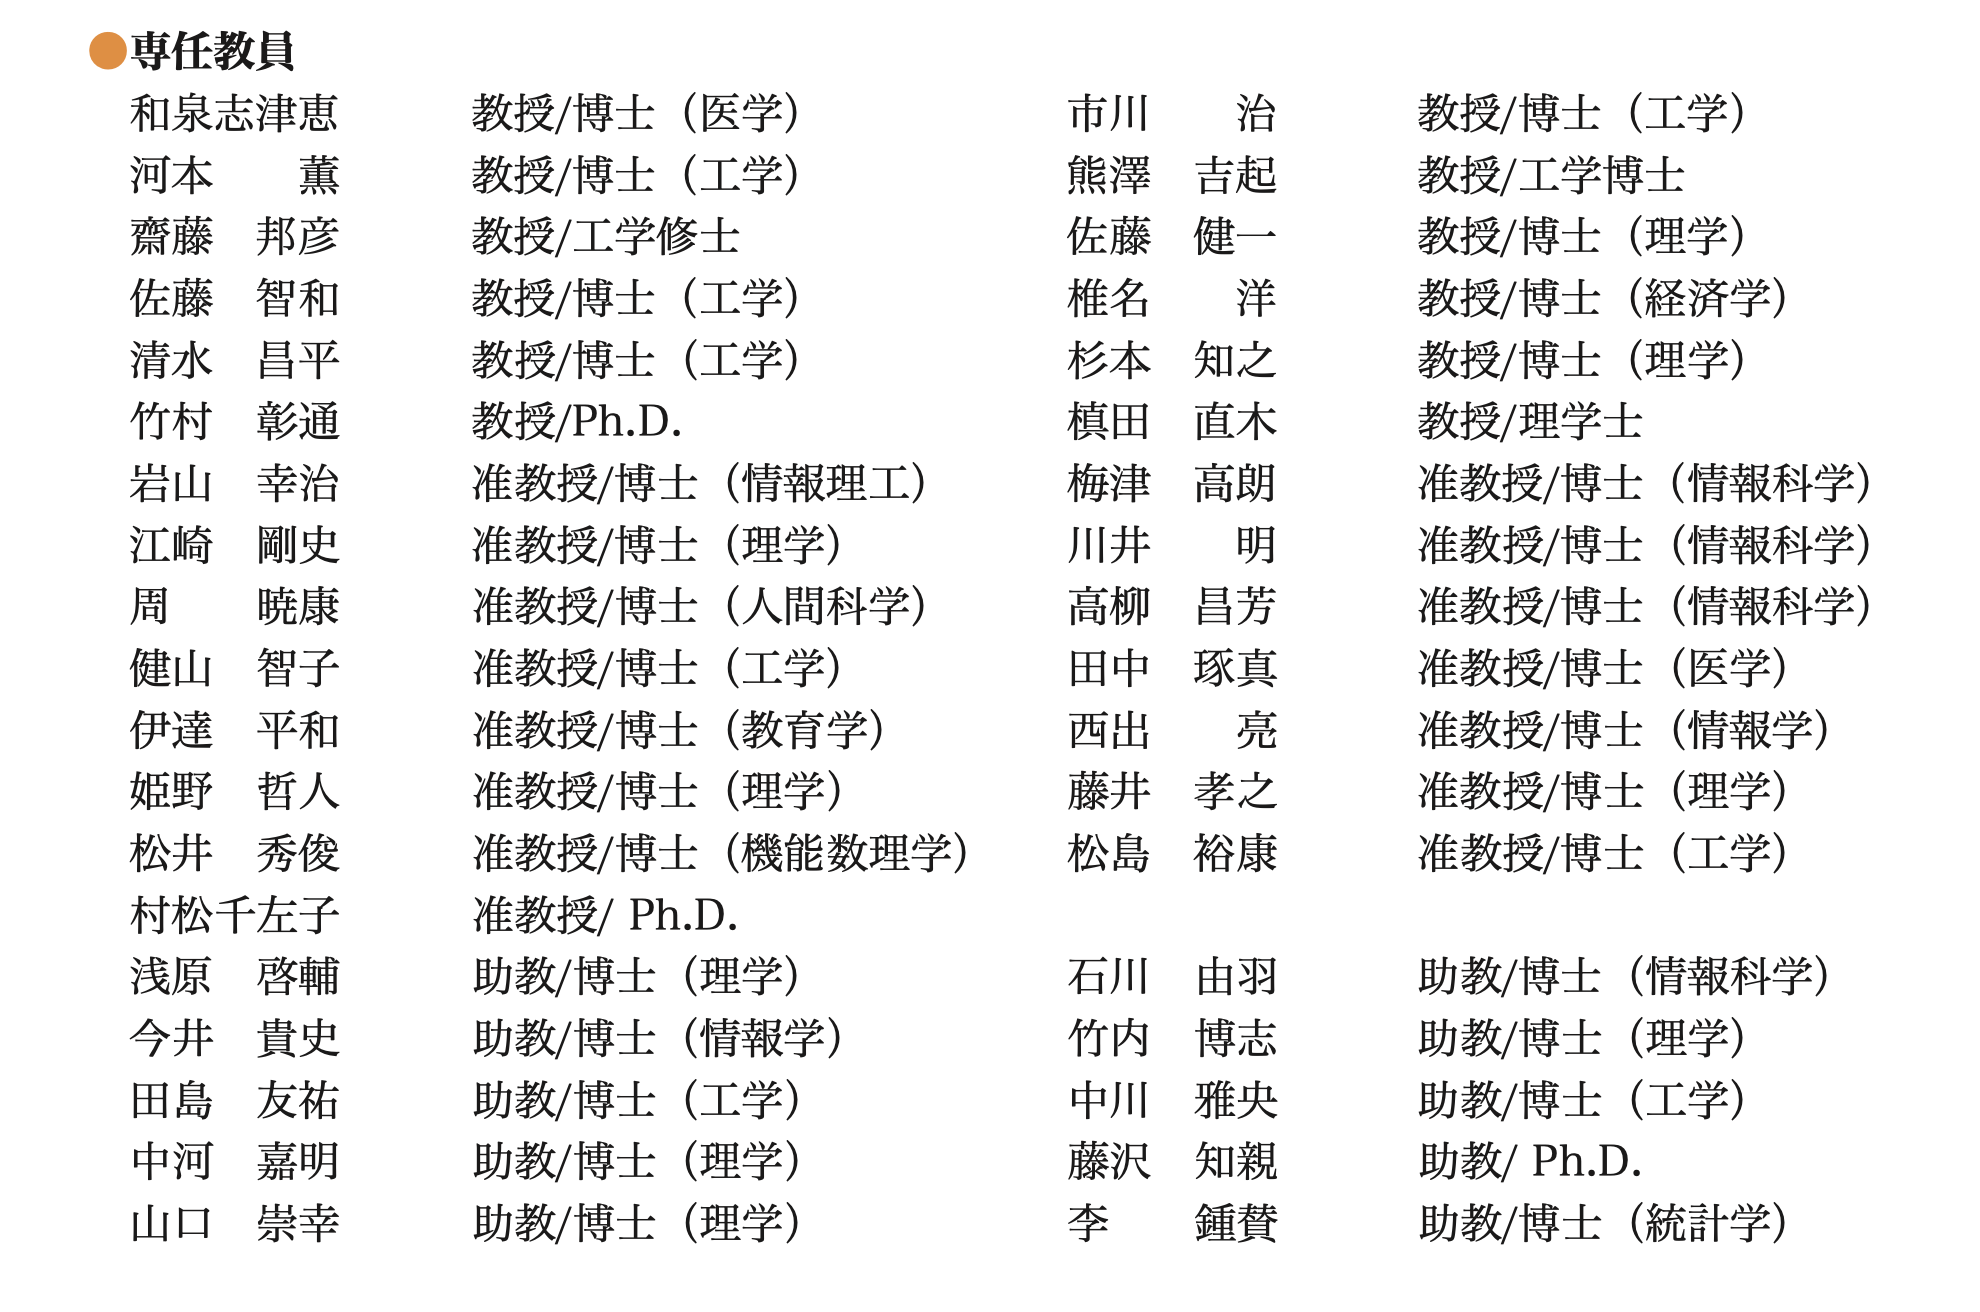 ●専任教員
和泉志津恵　教授/博士（医学）　市川　　治　教授/博士（工学）
河本　　薫　教授/博士（工学）　熊澤　吉起　教授/工学博士
齋藤　邦彦　教授/工学修士　佐藤　健一　教授/博士（理学）
佐藤　智和　教授/博士（工学）　椎名　　洋　教授/博士（経済学）
清水　昌平　教授/博士（工学）　杉本　知之　教授/博士（理学）
竹村　彰通　教授/Ph.D.　槙田　直木　教授/理学士
岩山　幸治　准教授/博士（情報理工）　梅津　高朗　准教授/博士（情報科学）
江崎　剛史　准教授/博士（理学）　川井　　明　准教授/博士（情報科学）
周　　暁康　准教授/博士（人間科学）　高柳　昌芳　准教授/博士（情報科学）
健山　智子　准教授/博士（工学）　田中　琢真　准教授/博士（医学）
伊達　平和　准教授/博士（教育学）　西出　　亮　准教授/博士（情報学）
姫野　哲人　准教授/博士（理学）　藤井　孝之　准教授/博士（理学）
松井　秀俊　准教授/博士（機能数理学）　松島　裕康　准教授/博士（工学）
村松千左子　准教授/ Ph.D.
浅原　啓輔　助教/博士（理学）　石川　由羽　助教/博士（情報科学）
今井　貴史　助教/博士（情報学）　竹内　博志　助教/博士（理学）
田島　友祐　助教/博士（工学）　中川　雅央　助教/博士（工学）
中河　嘉明　助教/博士（理学）　藤沢　知親　助教/ Ph.D.
山口　崇幸　助教/博士（理学）　李　　鍾賛　助教/博士（統計学）